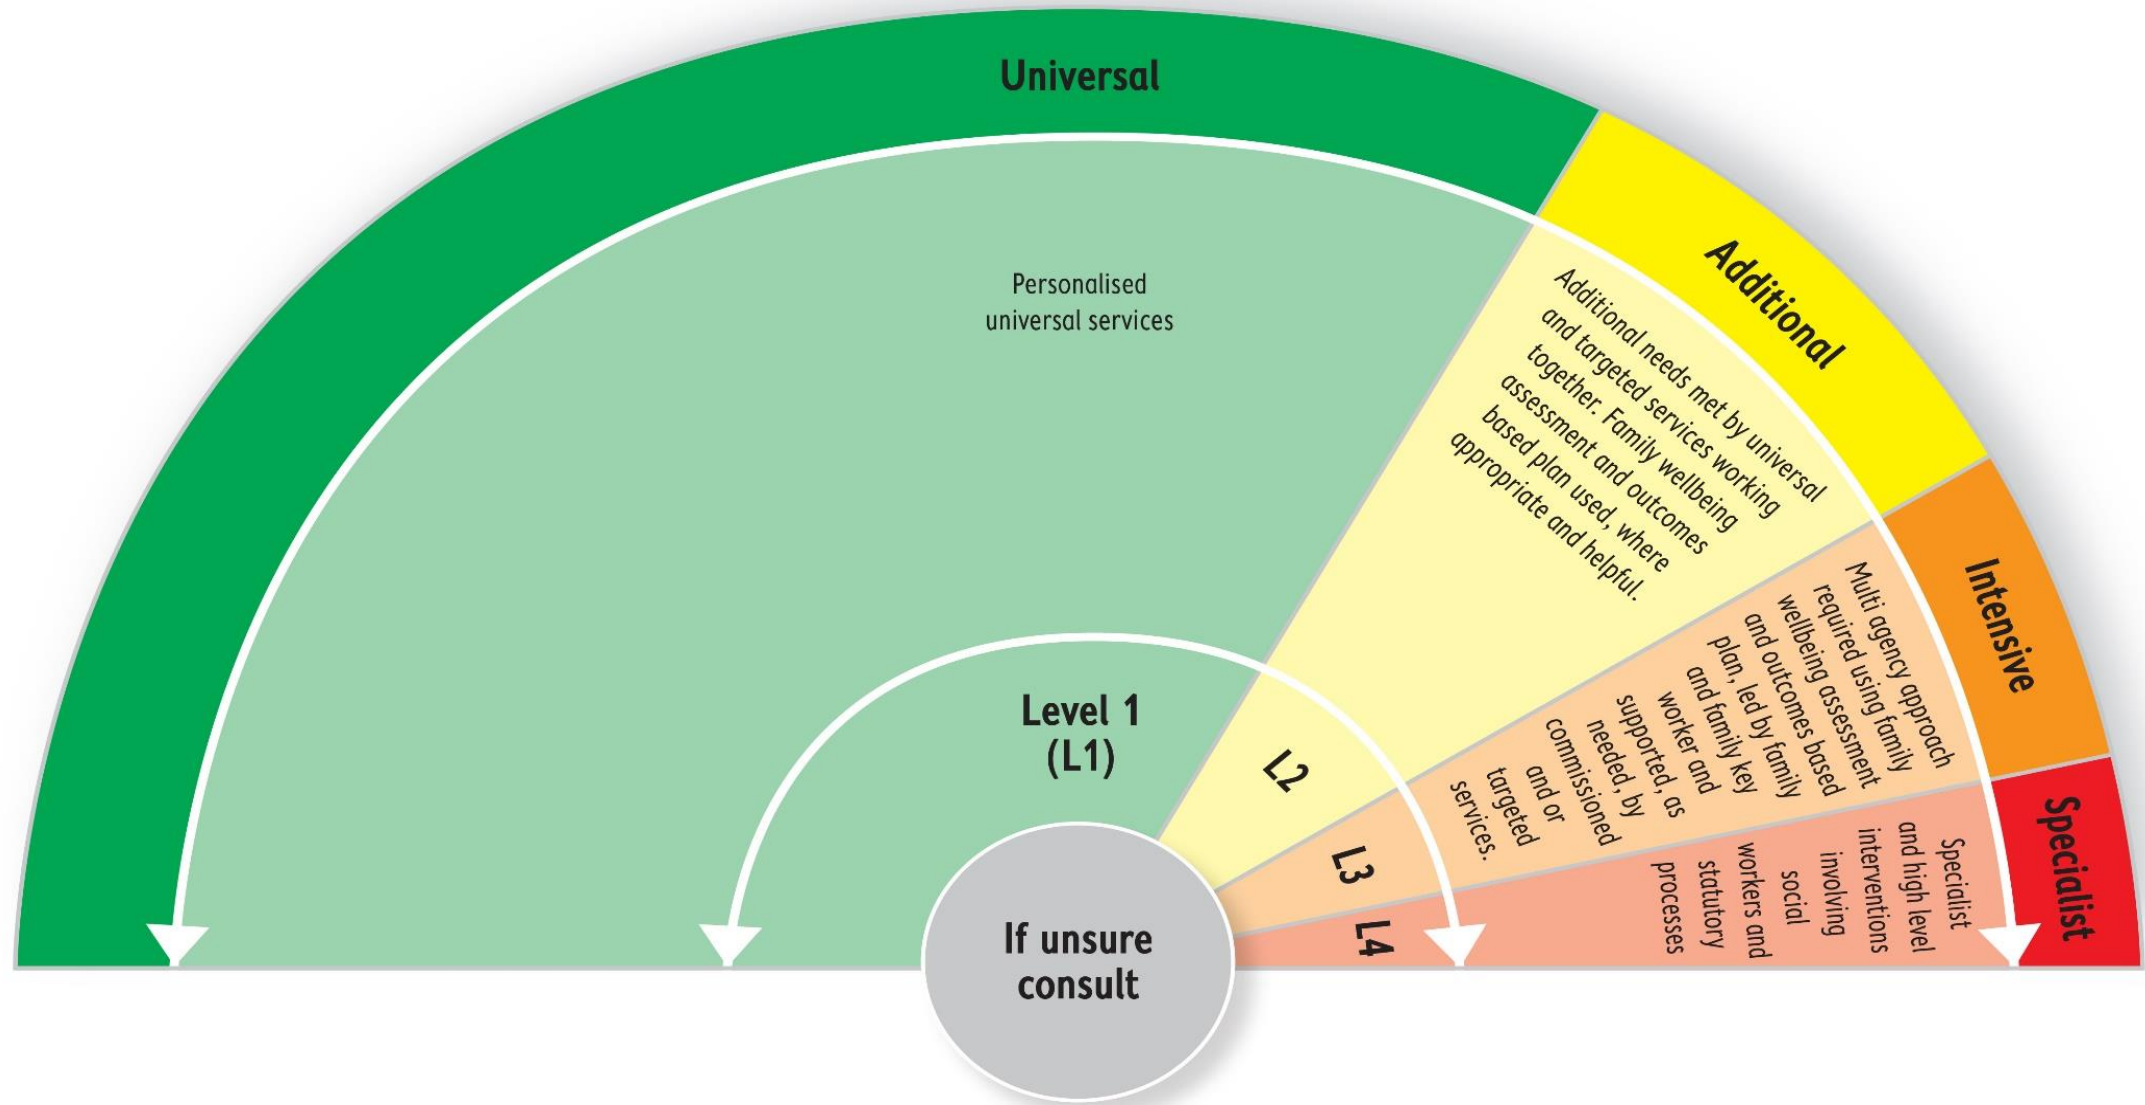 Universal
Personalised
universal services
Level 1
(L1)
Additional
Additional needs met by universal
and targeted services working
together. Family wellbeing
assessment and outcomes
based plan used, where
appropriate and helpful.
L2
Intensive
Multi agency approach
required using family
wellbeing assessment
and outcomes based
plan, led by family
and family key
worker and
supported, as
needed, by
commissioned
and or
targeted
services.
L3
Specialist
Specialist
and high level
interventions
involving
social
workers and
statutory
processes
L4
If unsure
consult